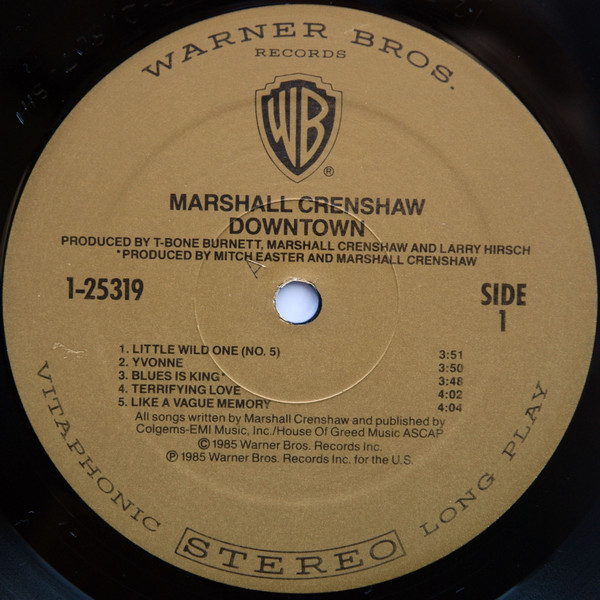 WARNER BROS.
RECORDS
WB
®
MARSHALL CRENSHAW
DOWNTOWN
PRODUCED BY T-BONE BURNETT, MARSHALL CRENSHAW AND LARRY HIRSCH
*PRODUCED BY MITCH EASTER AND MARSHALL CRENSHAW
1-25319
SIDE
1
1. LITTLE WILD ONE (NO. 5) 3:51
2. YVONNE 3:50
3. BLUES IS KING* 3:48
4. TERRIFYING LOVE 4:02
5. LIKE A VAGUE MEMORY 4:04
All songs written by Marshall Crenshaw and published by
Colgems-EMI Music, Inc./House Of Greed Music ASCAP
© 1985 Warner Bros. Records Inc.
℗ 1985 Warner Bros. Records Inc. for the U.S.
VITAPHONIC STEREO LONG PLAY